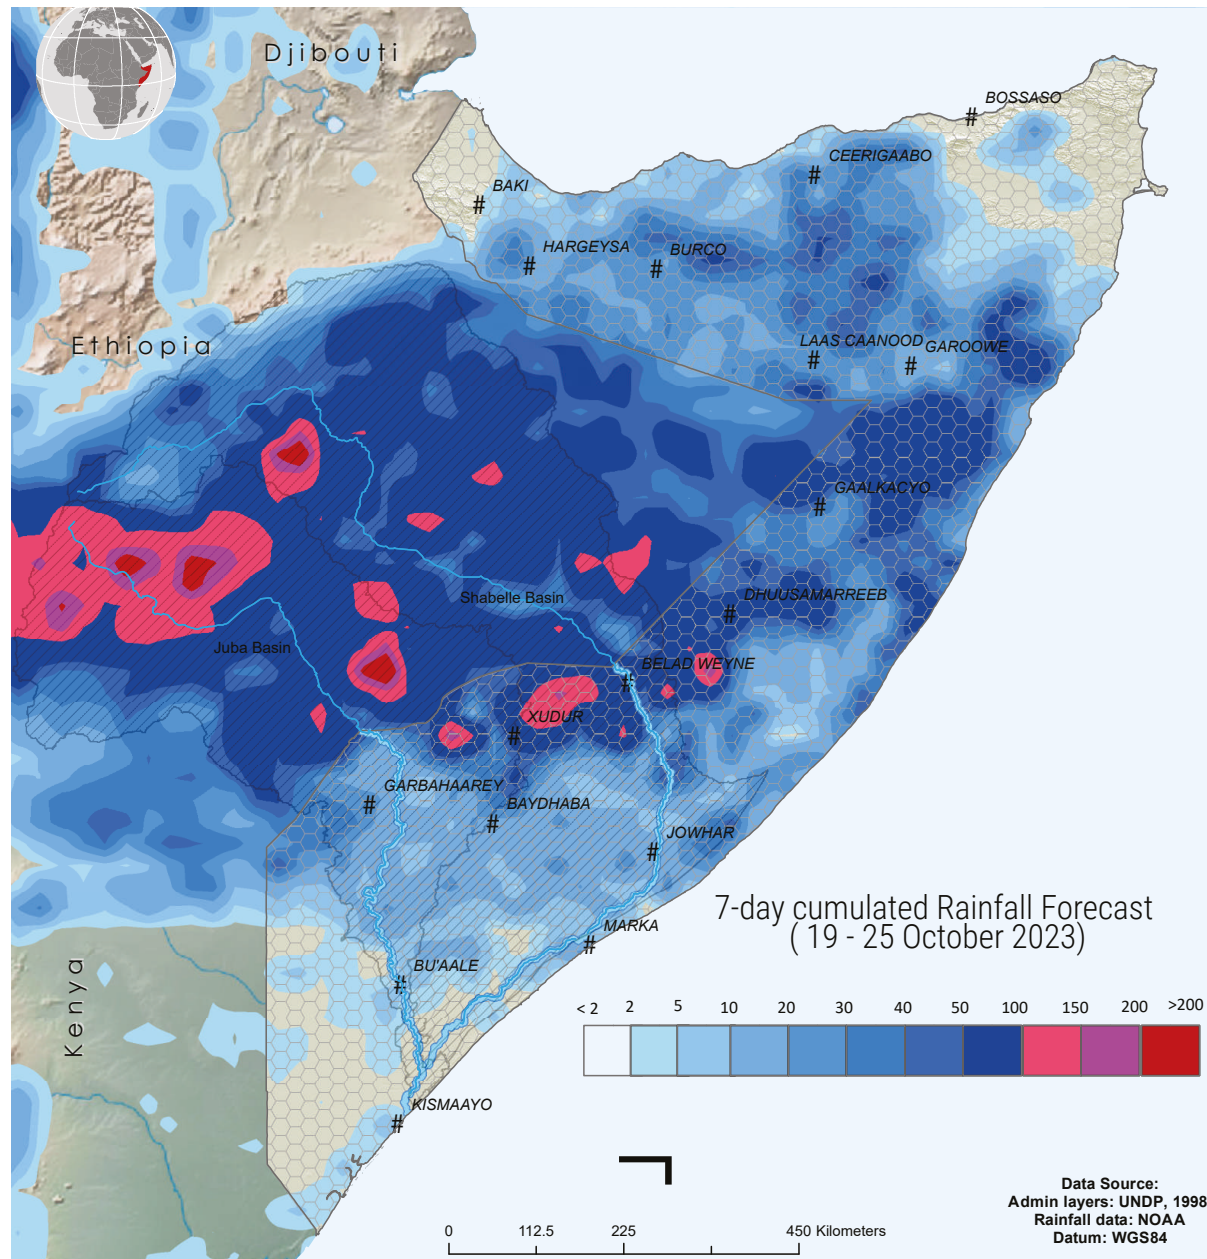 Djibouti
BOSSASO
CEERIGAABO
#
#
BAKI
#
HARGEYSA
#
BURCO
#
Ethiopia
LAAS CAANOOD
#
GAROOWE
#
GAALKACYO
#
Shabelle Basin
DHUUSAMARREEB
#
Juba Basin
BELAD WEYNE
#
XUDUR
#
GARBAHAAREY
#
BAYDHABA
#
JOWHAR
#
7-day cumulated Rainfall Forecast
( 19 - 25 October 2023)
MARKA
#
BU'AALE
#
Kenya
< 2 2 5 10 20 30 40 50 100 150 200 >200
KISMAAYO
#
Data Source:
Admin layers: UNDP, 1998
Rainfall data: NOAA
Datum: WGS84
0 112.5 225 450 Kilometers